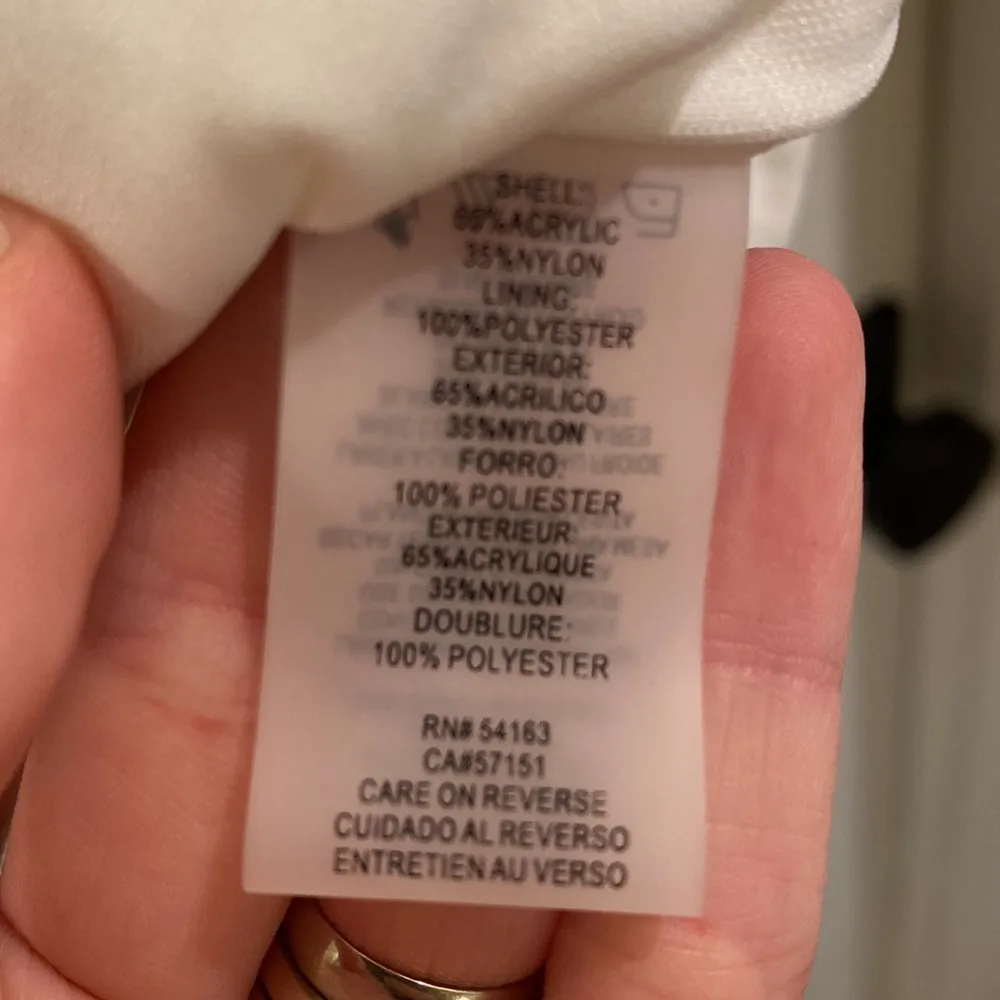 SHELL:
65%ACRYLIC
35%NYLON
LINING:
100%POLYESTER
EXTERIOR:
65%ACRILICO
35%NYLON
FORRO:
100% POLIESTER
EXTERIEUR:
65%ACRYLIQUE
35%NYLON
DOUBLURE:
100% POLYESTER
RN# 54163
CA#57151
CARE ON REVERSE
CUIDADO AL REVERSO
ENTRETIEN AU VERSO